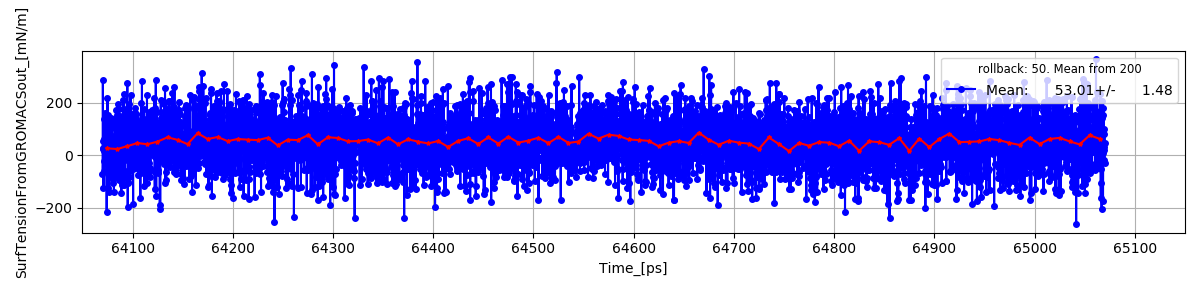 SurfTensionFromGROMACSout_[mN/m]
200
0
−200
rollback: 50. Mean from 200
Mean: 53.01+/- 1.48
64100 64200 64300 64400 64500 64600 64700 64800 64900 65000 65100
Time_[ps]